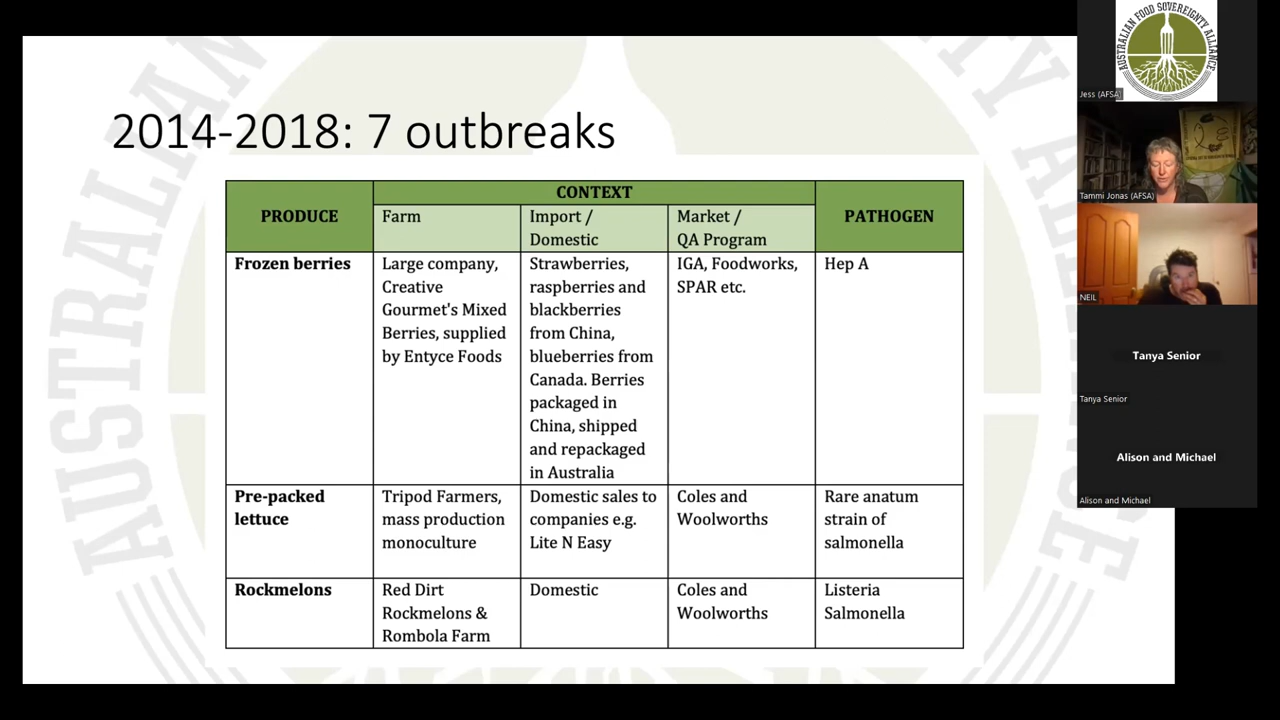 2014-2018: 7 outbreaks
PRODUCE
CONTEXT
PATHOGEN
Farm
Import /
Domestic
Market /
QA Program
Frozen berries
Large company,
Creative
Gourmet's Mixed
Berries, supplied
by Entyce Foods
Strawberries,
raspberries and
blackberries
from China,
blueberries from
Canada. Berries
packaged in
China, shipped
and repackaged
in Australia
IGA, Foodworks,
SPAR etc.
Hep A
Pre-packed
lettuce
Tripod Farmers,
mass production
monoculture
Domestic sales to
companies e.g.
Lite N Easy
Coles and
Woolworths
Rare anatum
strain of
salmonella
Rockmelons
Red Dirt
Rockmelons &
Rombola Farm
Domestic
Coles and
Woolworths
Listeria
Salmonella
AUSTRALIAN FOOD SOVEREIGNTY ALLIANCE
Jess (AFSA)
Tammi Jonas (AFSA)
NEIL
Tanya Senior
Tanya Senior
Alison and Michael
Alison and Michael